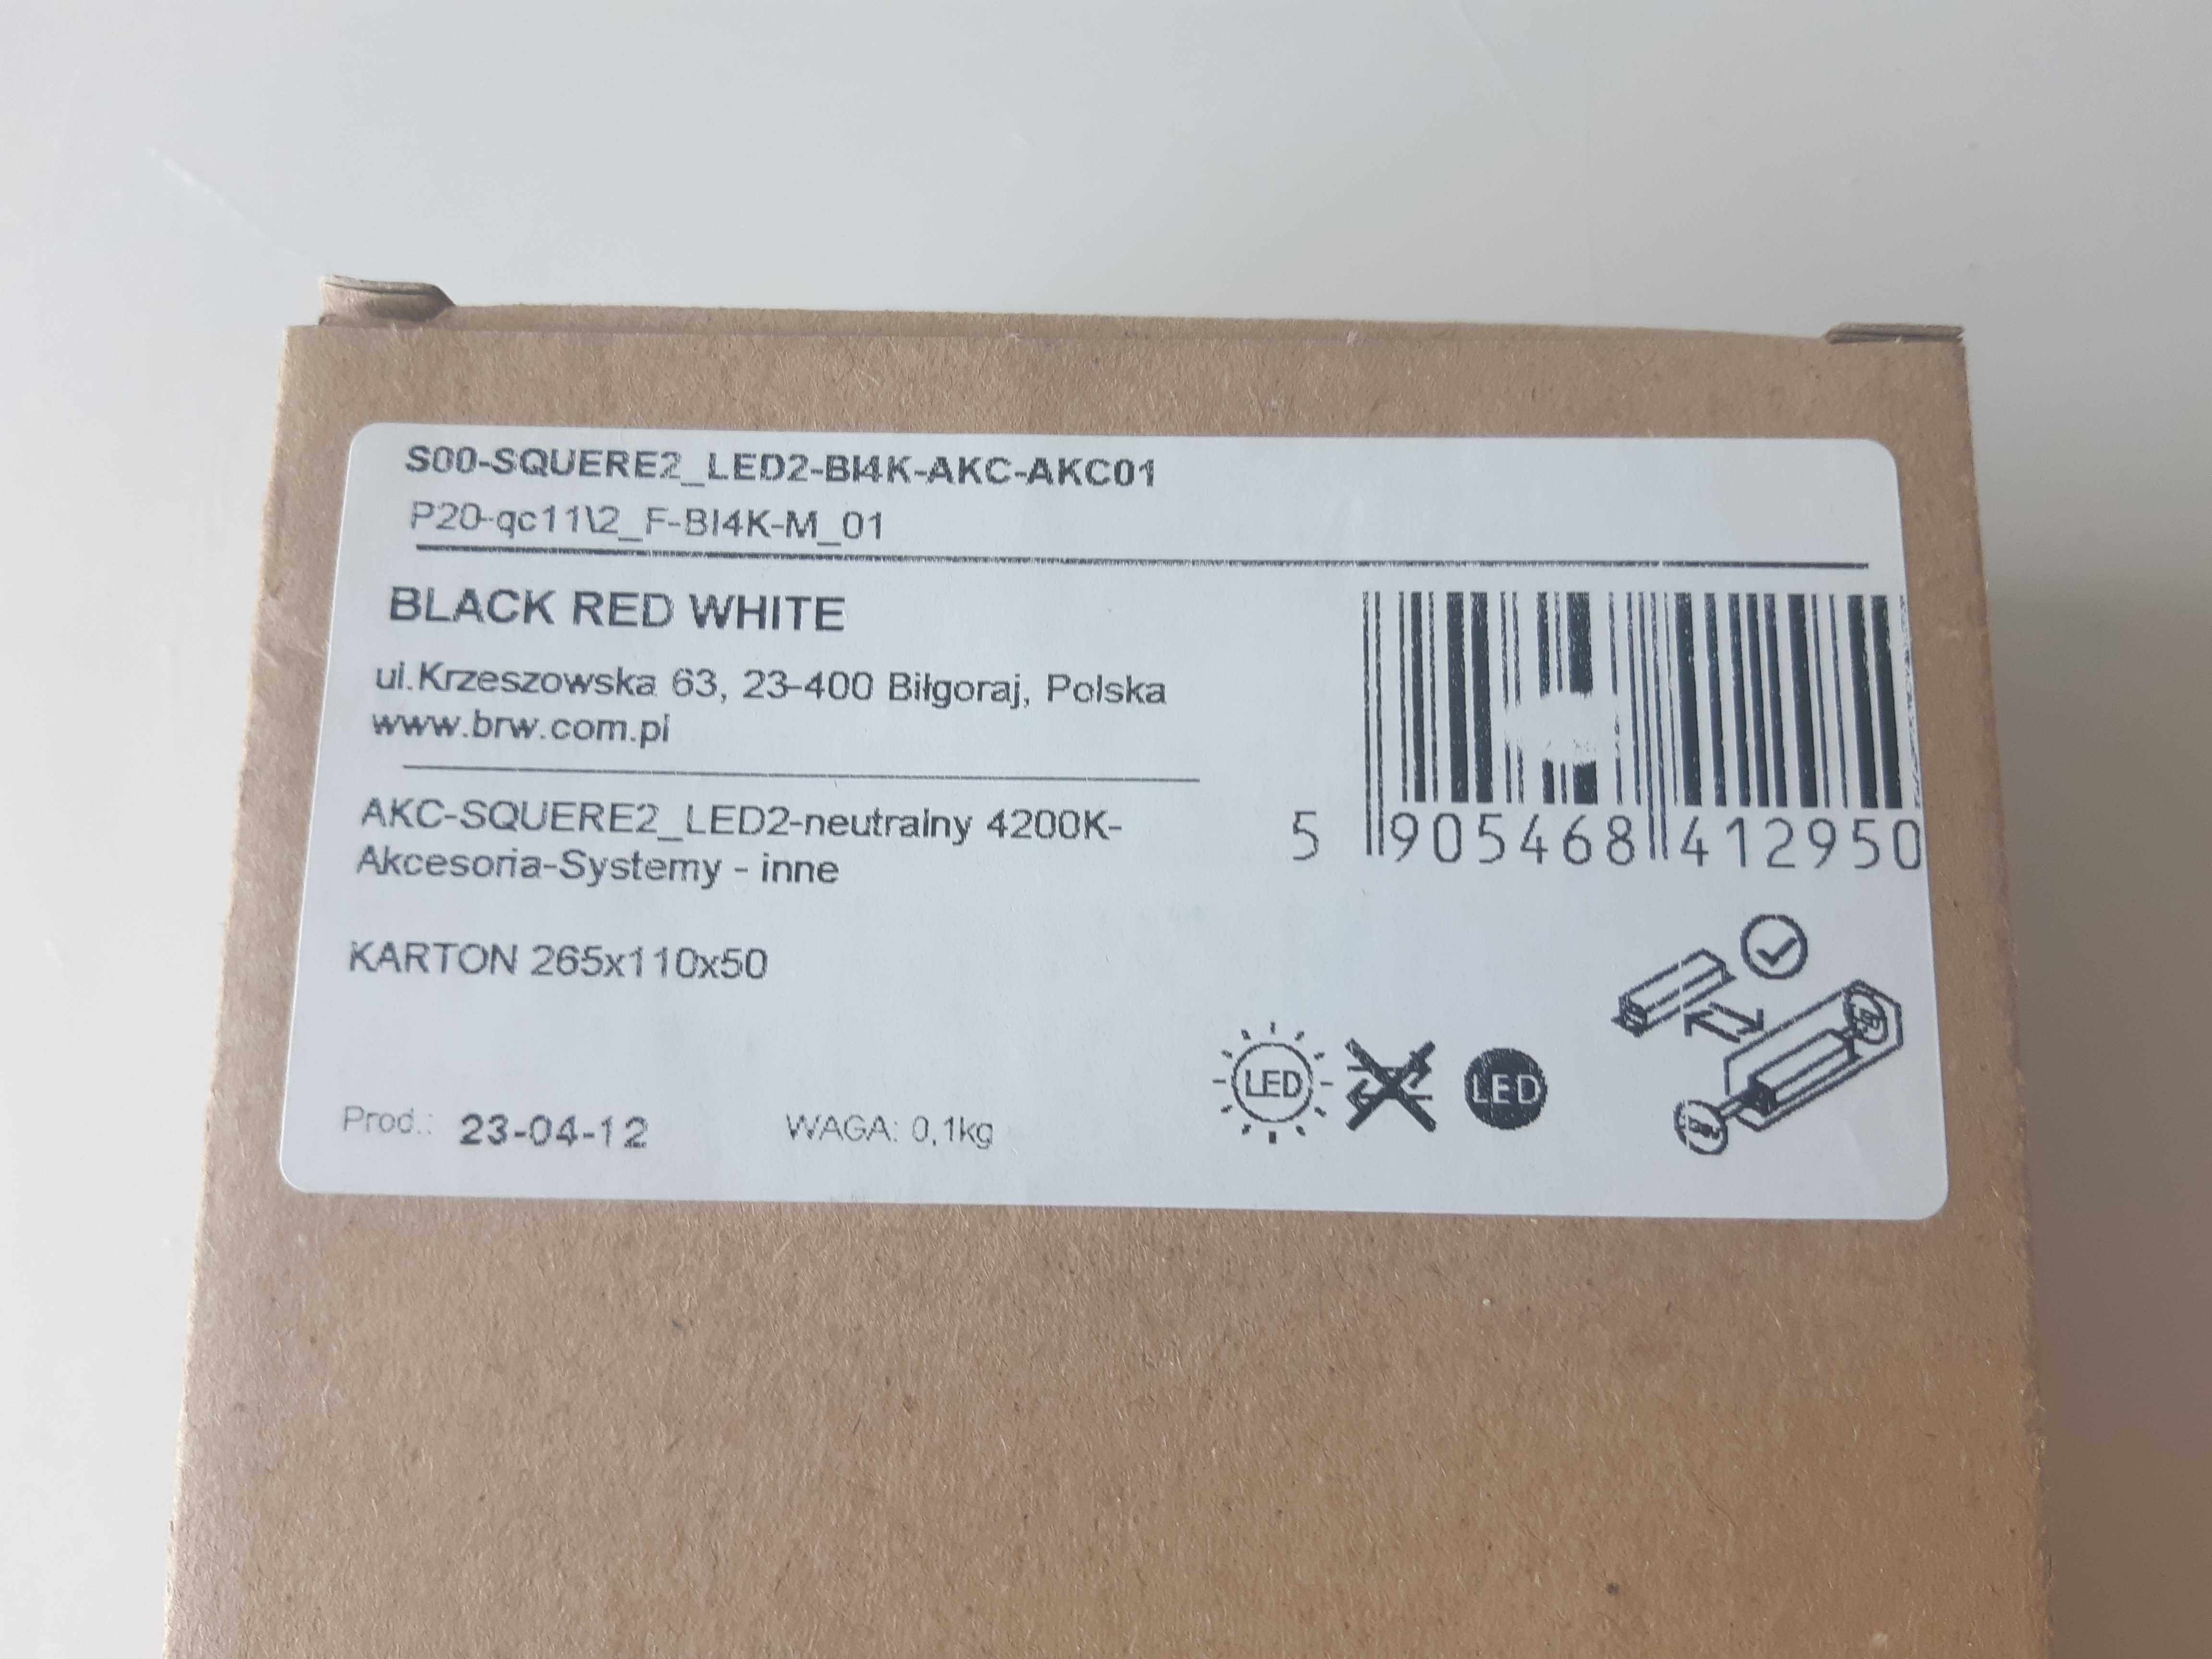 S00-SQUERE2_LED2-BI4K-AKC-AKC01
P20-qc11\2_F-BI4K-M_01
BLACK RED WHITE
ul.Krzeszowska 63, 23-400 Biłgoraj, Polska
www.brw.com.pl
5 905468 412950
AKC-SQUERE2_LED2-neutralny 4200K-
Akcesoria-Systemy - inne
KARTON 265x110x50
LED LED
Prod.: 23-04-12 WAGA: 0,1kg